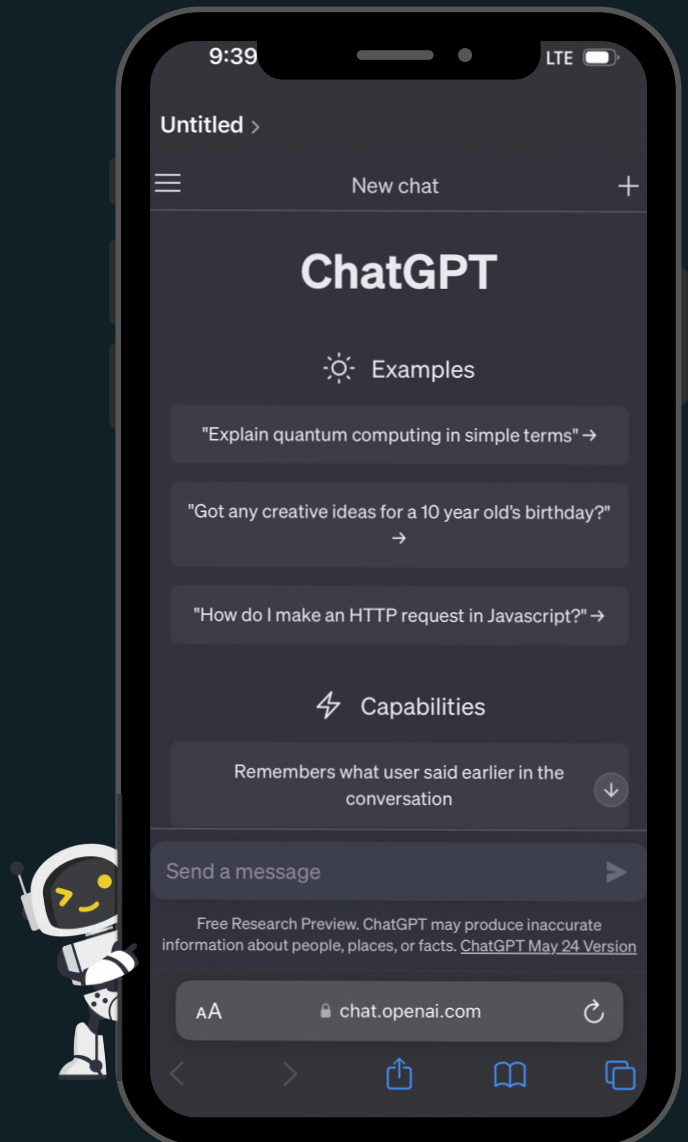 9:39 LTE
Untitled >
New chat
ChatGPT
Examples
"Explain quantum computing in simple terms" →
"Got any creative ideas for a 10 year old's birthday?"
→
"How do I make an HTTP request in Javascript?" →
Capabilities
Remembers what user said earlier in the
conversation
Send a message
Free Research Preview. ChatGPT may produce inaccurate
information about people, places, or facts. ChatGPT May 24 Version
AA chat.openai.com